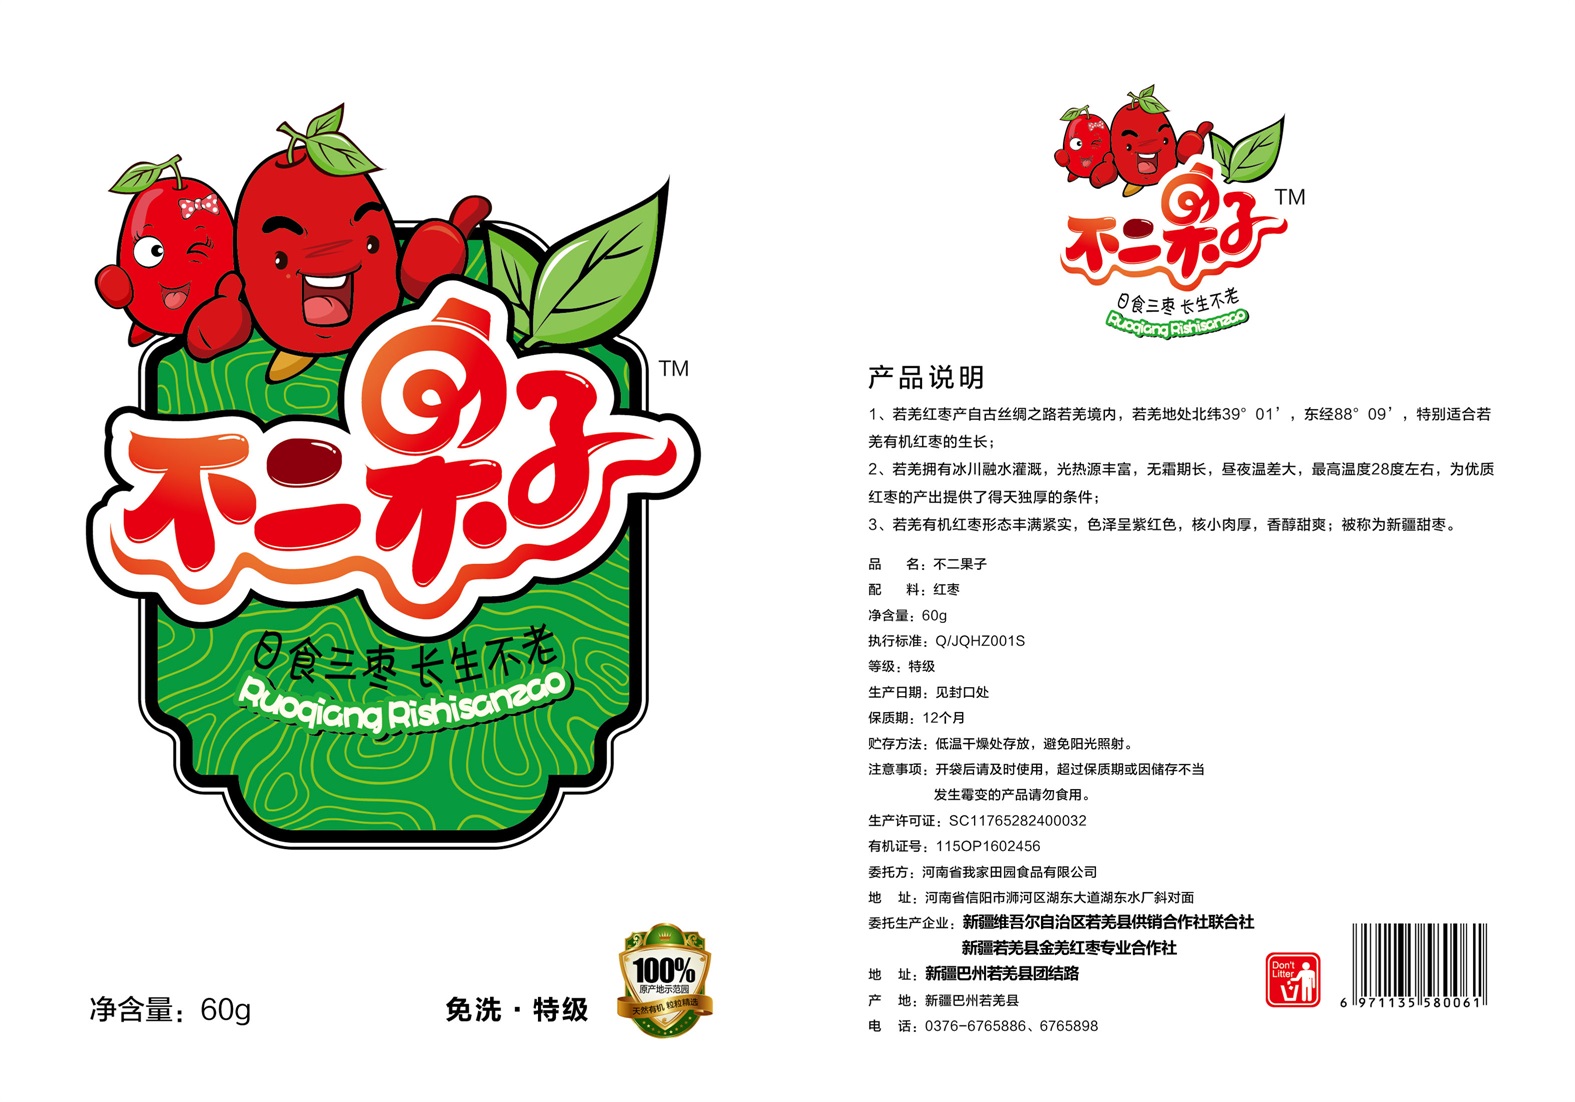 不二果子
TM
日食三枣 长生不老
Ruoqiang Rishisanzao
净含量：60g
免洗·特级
100%
原产地示范园
天然有机 粒粒精选
不二果子
TM
日食三枣 长生不老
Ruoqiang Rishisanzao
产品说明
1、若羌红枣产自古丝绸之路若羌境内，若羌地处北纬39°01’，东经88°09’，特别适合若
羌有机红枣的生长；
2、若羌拥有冰川融水灌溉，光热源丰富，无霜期长，昼夜温差大，最高温度28度左右，为优质
红枣的产出提供了得天独厚的条件；
3、若羌有机红枣形态丰满紧实，色泽呈紫红色，核小肉厚，香醇甜爽；被称为新疆甜枣。
品 名：不二果子
配 料：红枣
净含量：60g
执行标准：Q/JQHZ001S
等级：特级
生产日期：见封口处
保质期：12个月
贮存方法：低温干燥处存放，避免阳光照射。
注意事项：开袋后请及时使用，超过保质期或因储存不当
发生霉变的产品请勿食用。
生产许可证：SC11765282400032
有机证号：115OP1602456
委托方：河南省我家田园食品有限公司
地 址：河南省信阳市浉河区湖东大道湖东水厂斜对面
委托生产企业：新疆维吾尔自治区若羌县供销合作社联合社
新疆若羌县金羌红枣专业合作社
地 址：新疆巴州若羌县团结路
产 地：新疆巴州若羌县
电 话：0376-6765886、6765898
Don't
Litter
6 971135 580061